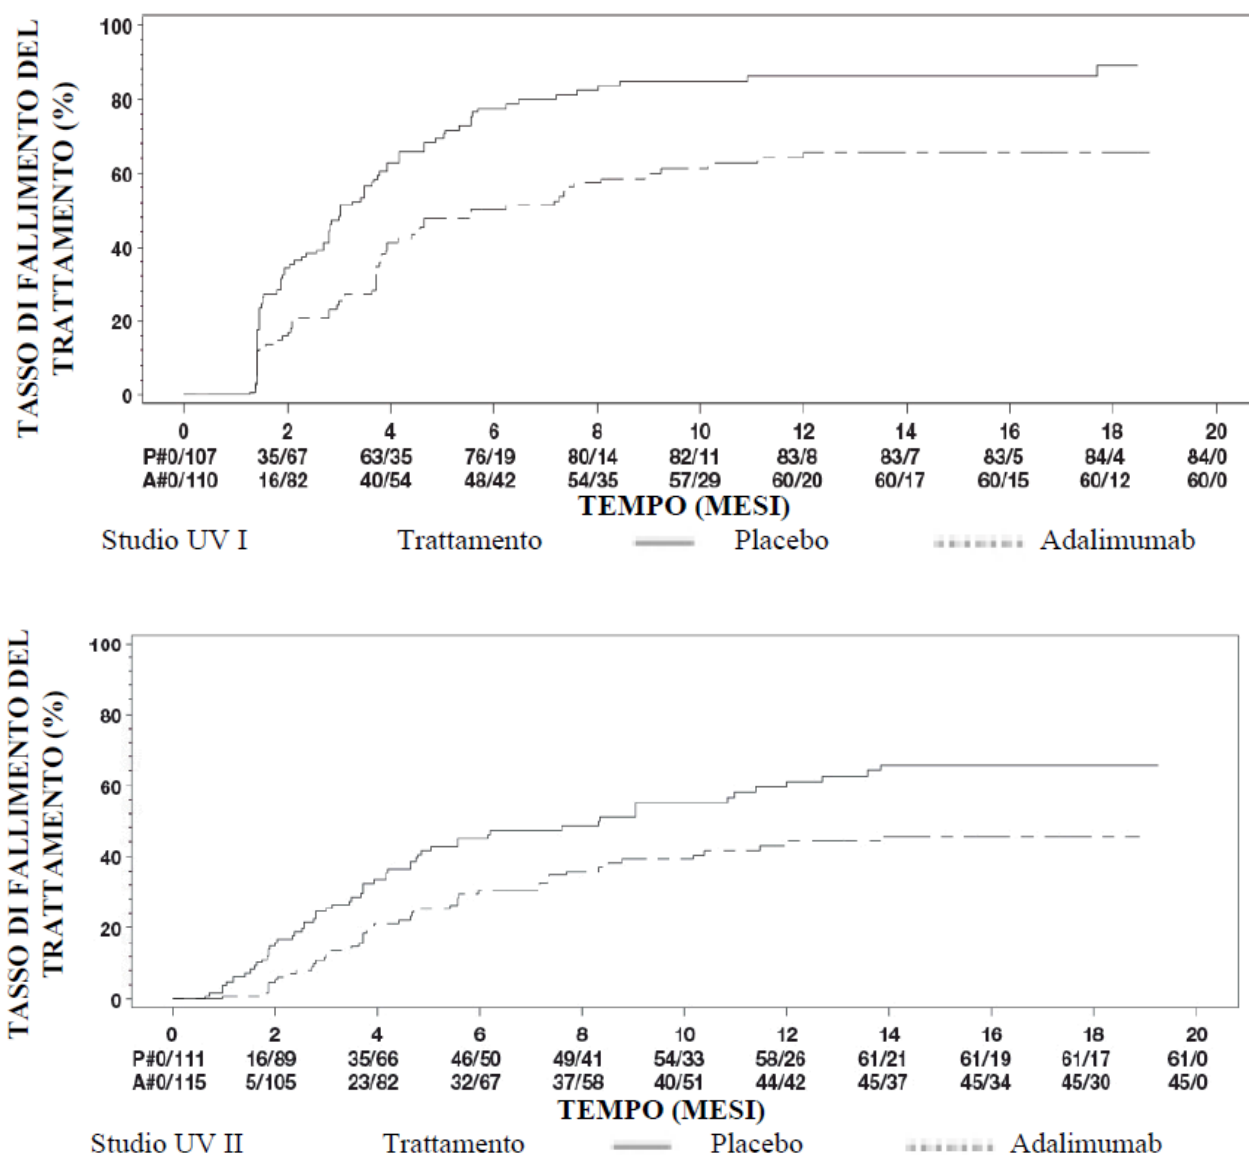 TASSO DI FALLIMENTO DEL
TRATTAMENTO (%)
100
80
60
40
20
0
0 2 4 6 8 10 12 14 16 18 20
P#0/107 35/67 63/35 76/19 80/14 82/11 83/8 83/7 83/5 84/4 84/0
A#0/110 16/82 40/54 48/42 54/35 57/29 60/20 60/17 60/15 60/12 60/0
TEMPO (MESI)
Studio UV I Trattamento Placebo Adalimumab
TASSO DI FALLIMENTO DEL
TRATTAMENTO (%)
100
80
60
40
20
0
0 2 4 6 8 10 12 14 16 18 20
P#0/111 16/89 35/66 46/50 49/41 54/33 58/26 61/21 61/19 61/17 61/0
A#0/115 5/105 23/82 32/67 37/58 40/51 44/42 45/37 45/34 45/30 45/0
TEMPO (MESI)
Studio UV II Trattamento Placebo Adalimumab